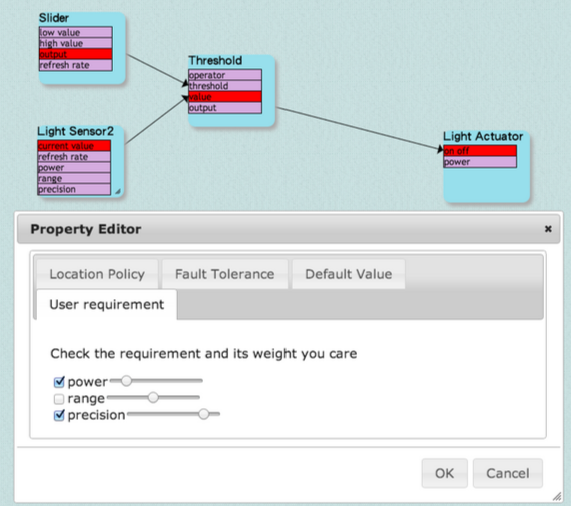 Slider
low value
high value
output
refresh rate
Threshold
operator
threshold
value
output
Light Sensor2
current value
refresh rate
power
range
precision
Light Actuator
on off
power
Property Editor
×
Location Policy
Fault Tolerance
Default Value
User requirement
Check the requirement and its weight you care
power
range
precision
OK
Cancel